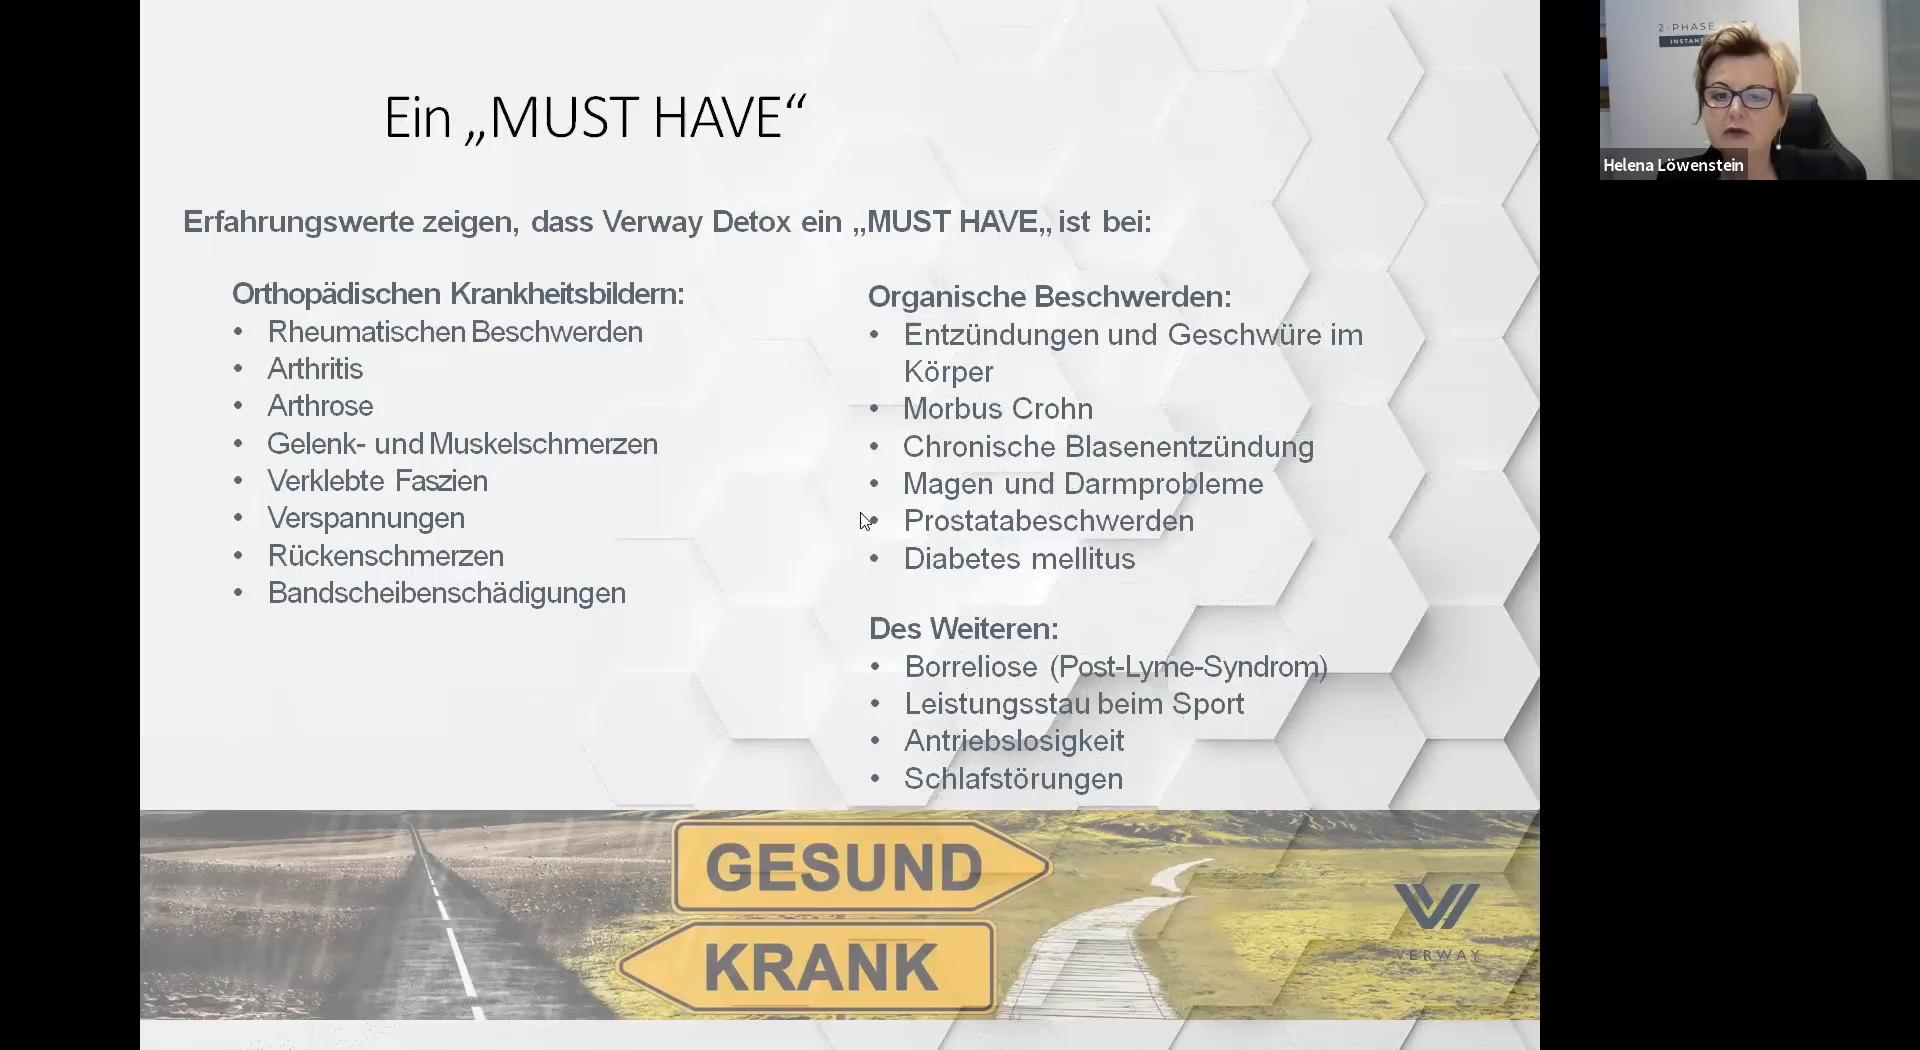 Ein „MUST HAVE“
Erfahrungswerte zeigen, dass Verway Detox ein „MUST HAVE„ ist bei:
Orthopädischen Krankheitsbildern:
• Rheumatischen Beschwerden
• Arthritis
• Arthrose
• Gelenk- und Muskelschmerzen
• Verklebte Faszien
• Verspannungen
• Rückenschmerzen
• Bandscheibenschädigungen
Organische Beschwerden:
• Entzündungen und Geschwüre im
Körper
• Morbus Crohn
• Chronische Blasenentzündung
• Magen und Darmprobleme
• Prostatabeschwerden
• Diabetes mellitus
Des Weiteren:
• Borreliose (Post-Lyme-Syndrom)
• Leistungsstau beim Sport
• Antriebslosigkeit
• Schlafstörungen
GESUND
KRANK
VERWAY
2-PHASE
INSTANT
Helena Löwenstein